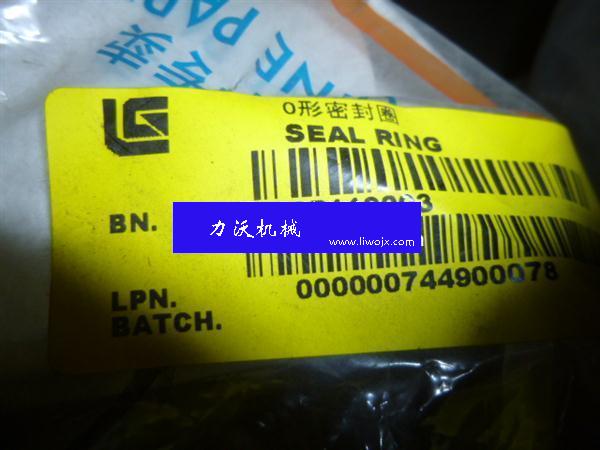 O形密封圈
SEAL RING
BN.
力沃机械
www.liwojx.com
LPN.
000000744900078
BATCH.